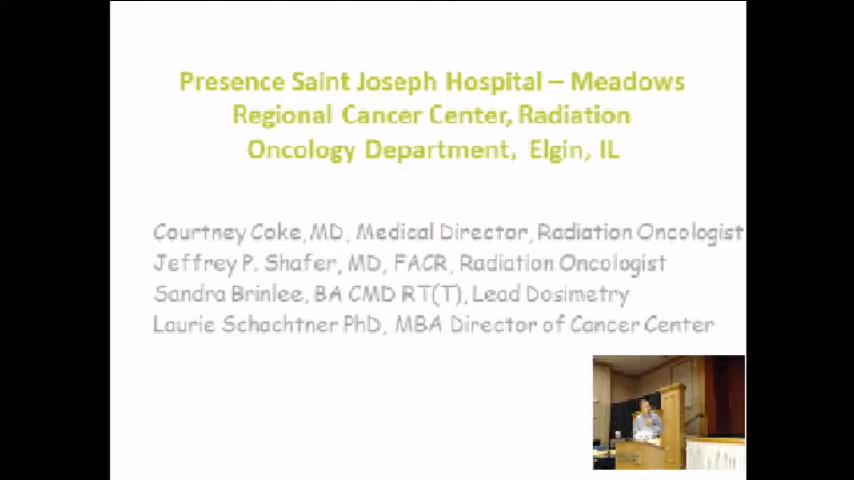 Presence Saint Joseph Hospital – Meadows
Regional Cancer Center, Radiation
Oncology Department, Elgin, IL
Courtney Coke, MD, Medical Director, Radiation Oncologist
Jeffrey P. Shafer, MD, FACR, Radiation Oncologist
Sandra Brinlee, BA CMD RT(T), Lead Dosimetry
Laurie Schachtner PhD, MBA Director of Cancer Center